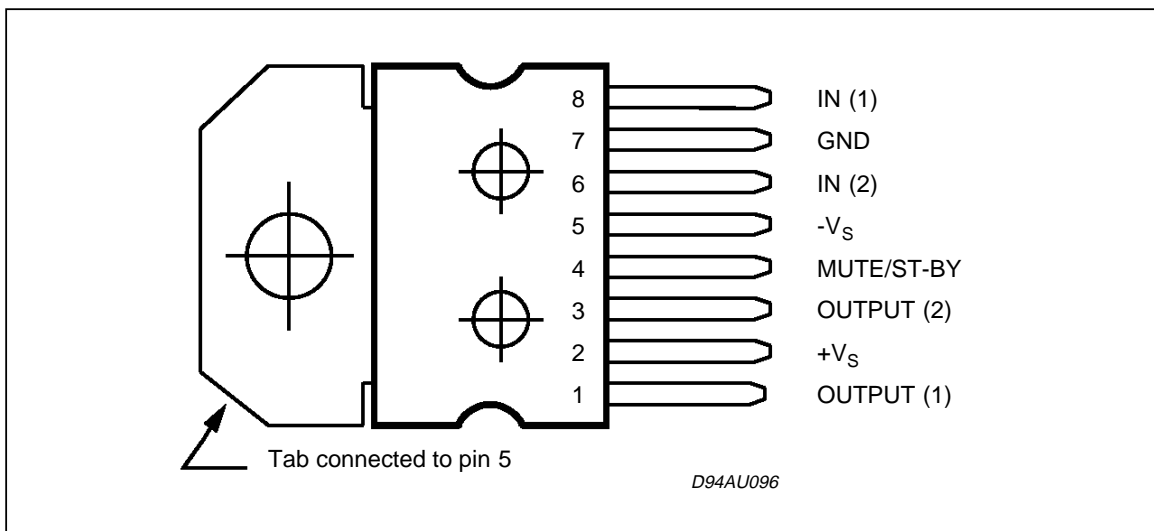 8 IN (1)
7 GND
6 IN (2)
5 -VS
4 MUTE/ST-BY
3 OUTPUT (2)
2 +VS
1 OUTPUT (1)
Tab connected to pin 5
D94AU096